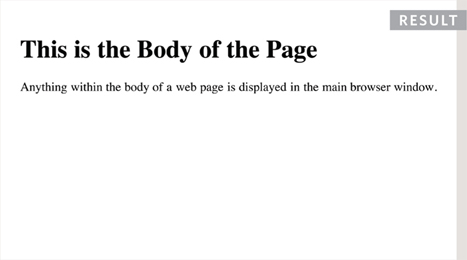 RESULT
This is the Body of the Page
Anything within the body of a web page is displayed in the main browser window.